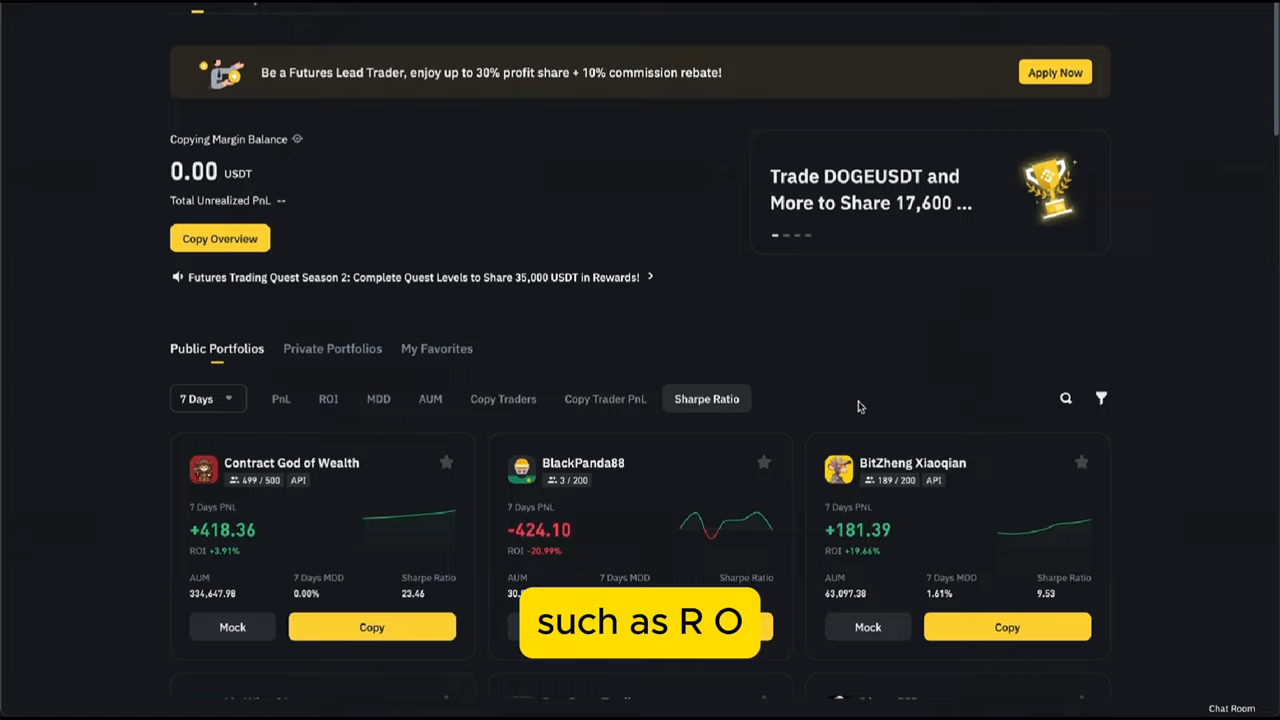 Be a Futures Lead Trader, enjoy up to 30% profit share + 10% commission rebate!
Apply Now
Copying Margin Balance
0.00 USDT
Total Unrealized PnL --
Copy Overview
Trade DOGEUSDT and
More to Share 17,600 ...
Futures Trading Quest Season 2: Complete Quest Levels to Share 35,000 USDT in Rewards!
Public Portfolios Private Portfolios My Favorites
7 Days PnL ROI MDD AUM Copy Traders Copy Trader PnL Sharpe Ratio
Contract God of Wealth
499 / 500 API
7 Days PNL
+418.36
ROI +3.91%
AUM 7 Days MDD Sharpe Ratio
334,647.98 0.00% 23.46
Mock Copy
BlackPanda88
3 / 200
7 Days PNL
-424.10
ROI -20.99%
AUM 7 Days MDD Sharpe Ratio
BitZheng Xiaoqian
189 / 200 API
7 Days PNL
+181.39
ROI +19.66%
AUM 7 Days MDD Sharpe Ratio
63,097.38 1.61% 9.53
Mock Copy
such as R O
Chat Room